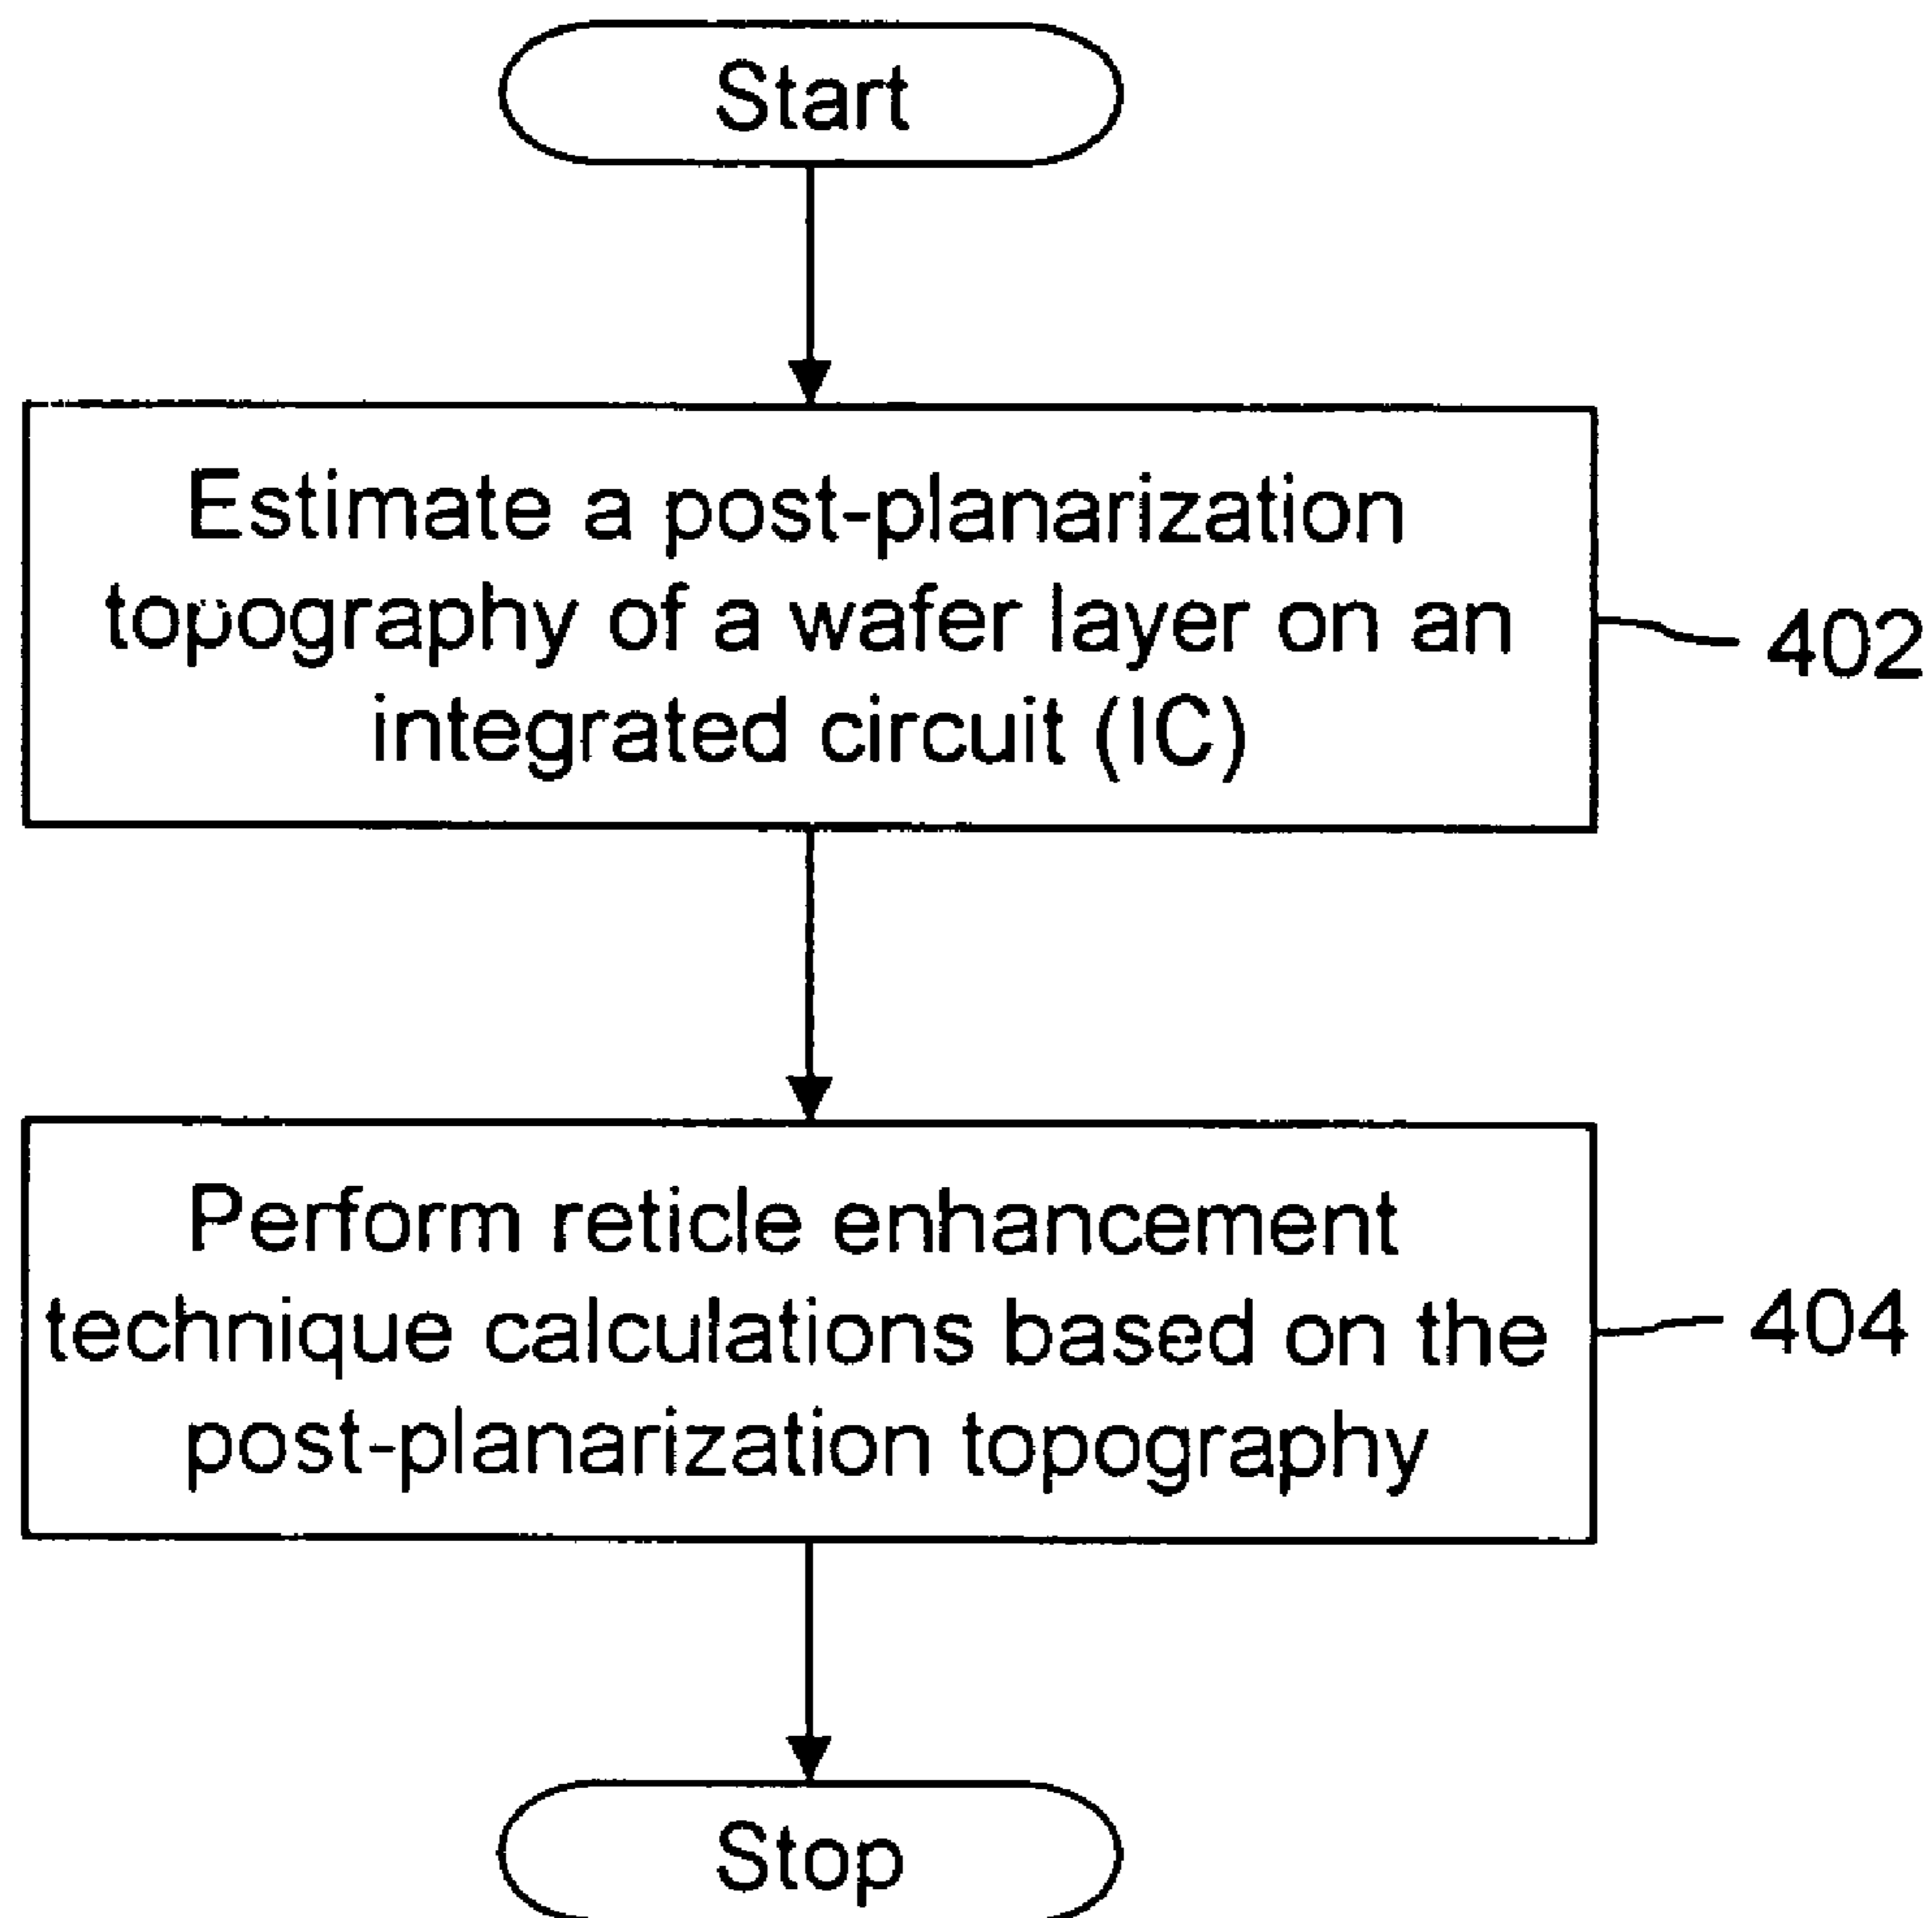 Start
Estimate a post-planarization
topography of a wafer layer on an
integrated circuit (IC)
402
Perform reticle enhancement
technique calculations based on the
post-planarization topography
404
Stop